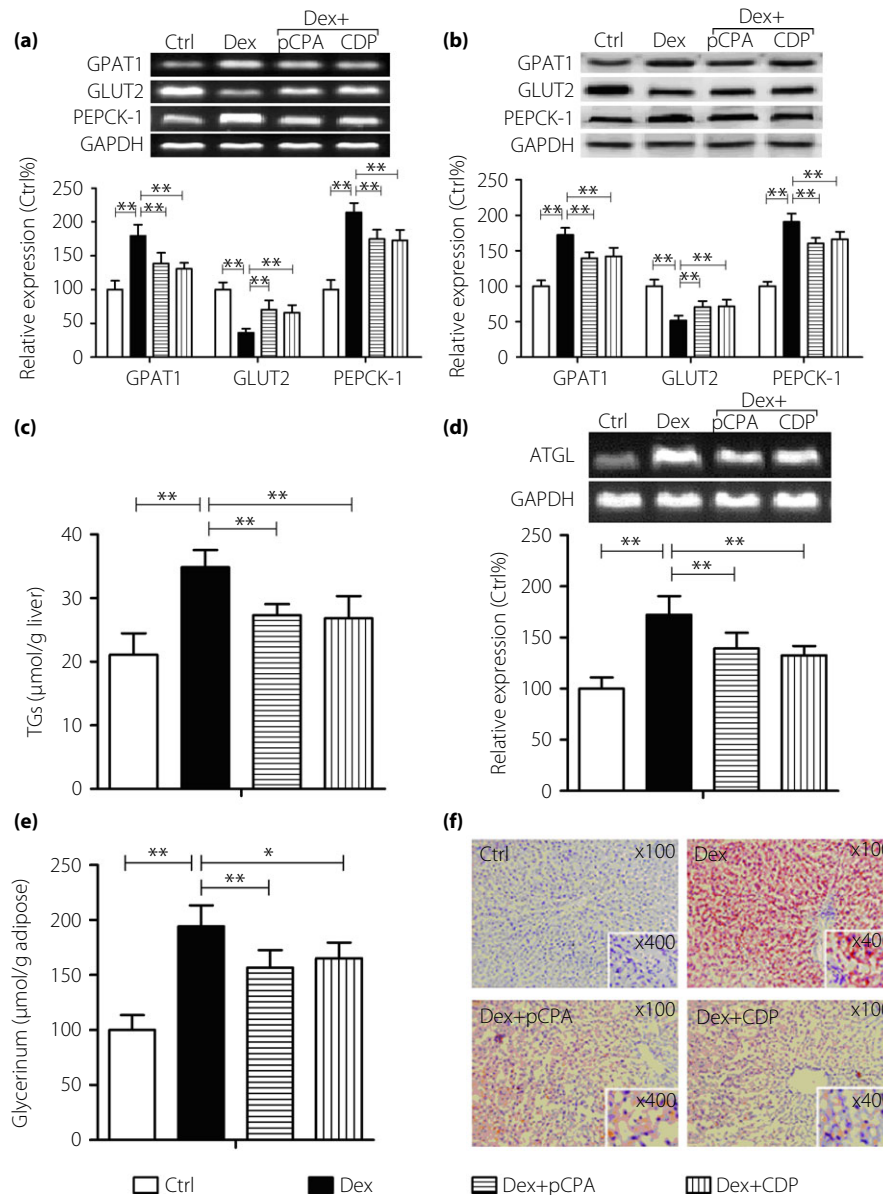 (a)
Dex+
Ctrl Dex pCPA CDP
GPAT1
GLUT2
PEPCK-1
GAPDH
Relative expression (Ctrl%)
250
200
150
100
50
0
** ** **
** ** **
** ** **
GPAT1 GLUT2 PEPCK-1
(b)
Dex+
Ctrl Dex pCPA CDP
GPAT1
GLUT2
PEPCK-1
GAPDH
Relative expression (Ctrl%)
250
200
150
100
50
0
** ** **
** ** **
** ** **
GPAT1 GLUT2 PEPCK-1
(c)
TGs (μmol/g liver)
40
30
20
10
0
** ** **
(d)
Dex+
Ctrl Dex pCPA CDP
ATGL
GAPDH
Relative expression (Ctrl%)
250
200
150
100
50
0
** ** **
(e)
Glycerinum (μmol/g adipose)
250
200
150
100
50
0
** ** *
(f)
Ctrl x100
x400
Dex x100
x400
Dex+pCPA x100
x400
Dex+CDP x100
x400
Ctrl Dex Dex+pCPA Dex+CDP